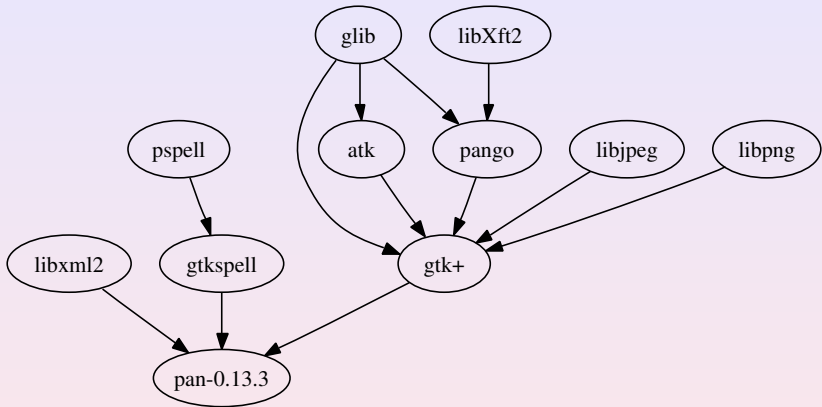 glib
libXft2
pspell
atk
pango
libjpeg
libpng
libxml2
gtkspell
gtk+
pan-0.13.3